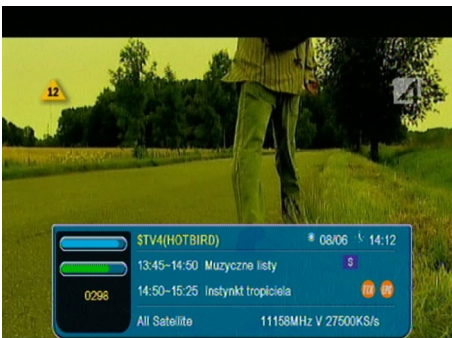 12
4
$TV4(HOTBIRD) 08/06 14:12
13:45-14:50 Muzyczne listy S
0298 14:50-15:25 Instynkt tropiciela TXT EPG
All Satellite 11158MHz V 27500KS/s